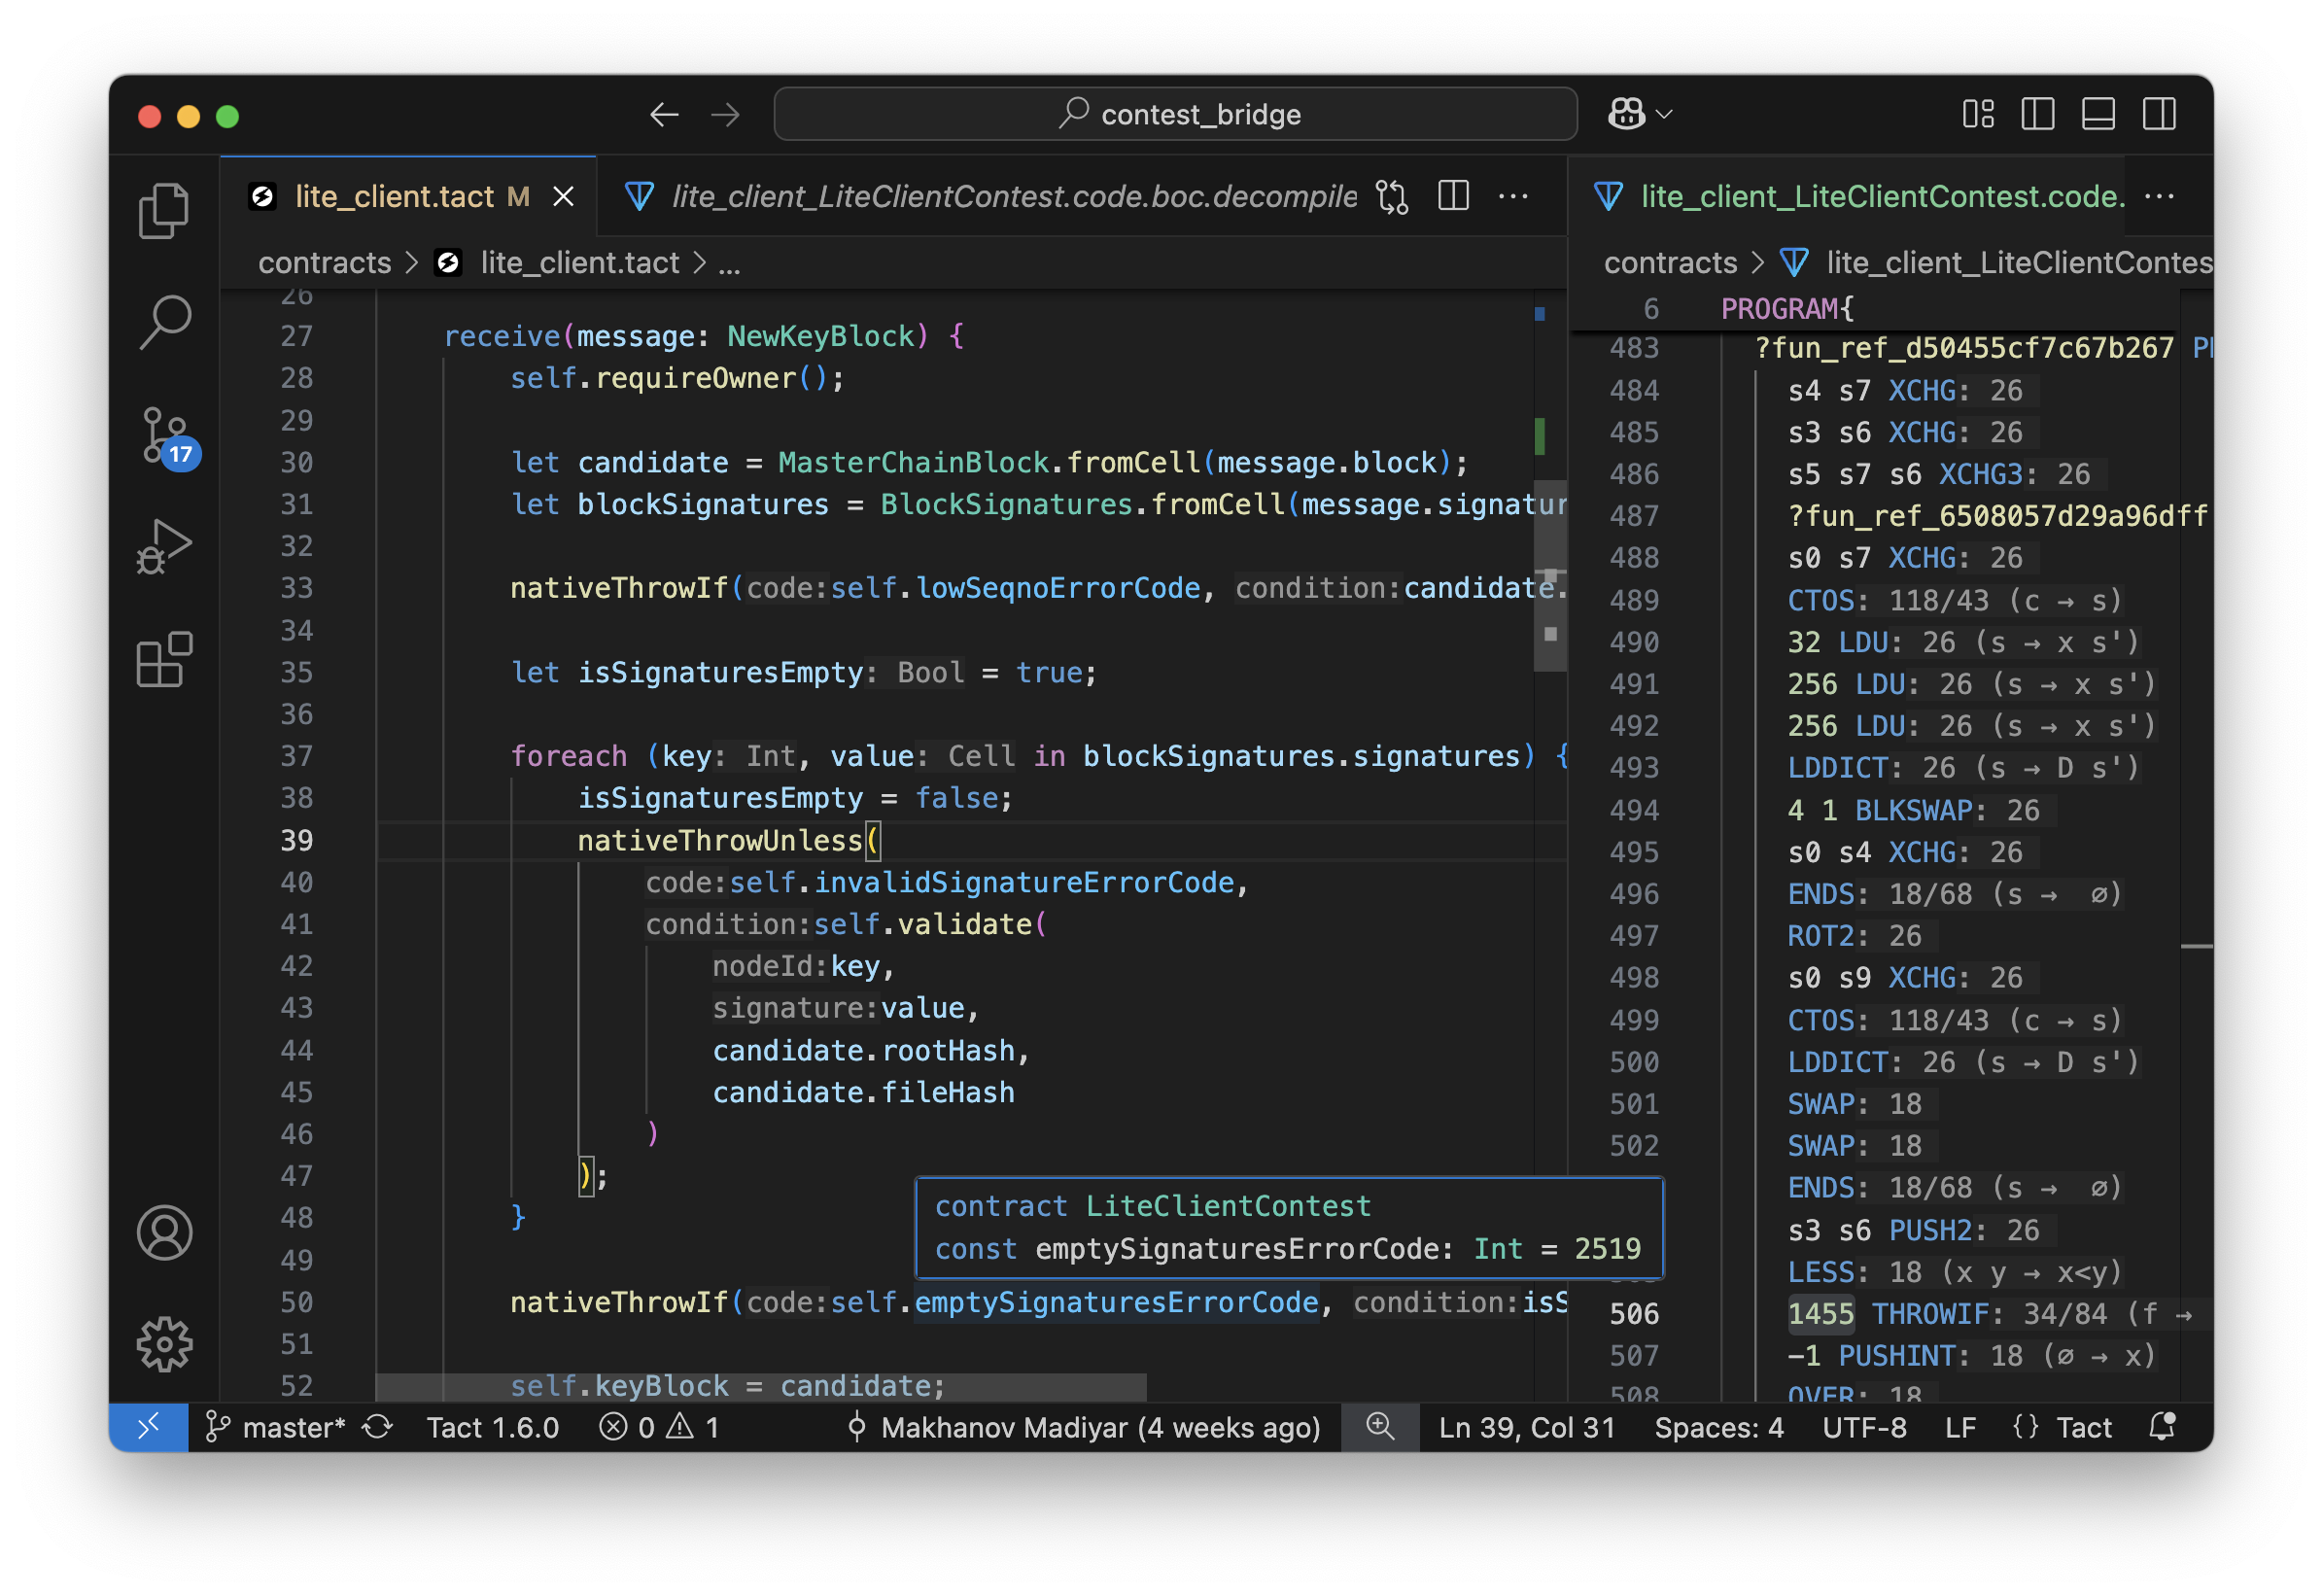 contest_bridge
lite_client.tact M
lite_client_LiteClientContest.code.boc.decompile
contracts > lite_client.tact > ...
26
27 receive(message: NewKeyBlock) {
28 self.requireOwner();
29
30 let candidate = MasterChainBlock.fromCell(message.block);
31 let blockSignatures = BlockSignatures.fromCell(message.signatur
32
33 nativeThrowIf(code:self.lowSeqnoErrorCode, condition:candidate.
34
35 let isSignaturesEmpty: Bool = true;
36
37 foreach (key: Int, value: Cell in blockSignatures.signatures) {
38 isSignaturesEmpty = false;
39 nativeThrowUnless(
40 code:self.invalidSignatureErrorCode,
41 condition:self.validate(
42 nodeId:key,
43 signature:value,
44 candidate.rootHash,
45 candidate.fileHash
46 )
47 );
48 }
49
contract LiteClientContest
const emptySignaturesErrorCode: Int = 2519
50 nativeThrowIf(code:self.emptySignaturesErrorCode, condition:isS
51
52 self.keyBlock = candidate;
lite_client_LiteClientContest.code. ...
contracts > lite_client_LiteClientContes
6 PROGRAM{
483 ?fun_ref_d50455cf7c67b267 P
484 s4 s7 XCHG: 26
485 s3 s6 XCHG: 26
486 s5 s7 s6 XCHG3: 26
487 ?fun_ref_6508057d29a96dff
488 s0 s7 XCHG: 26
489 CTOS: 118/43 (c → s)
490 32 LDU: 26 (s → x s')
491 256 LDU: 26 (s → x s')
492 256 LDU: 26 (s → x s')
493 LDDICT: 26 (s → D s')
494 4 1 BLKSWAP: 26
495 s0 s4 XCHG: 26
496 ENDS: 18/68 (s → ∅)
497 ROT2: 26
498 s0 s9 XCHG: 26
499 CTOS: 118/43 (c → s)
500 LDDICT: 26 (s → D s')
501 SWAP: 18
502 SWAP: 18
ENDS: 18/68 (s → ∅)
s3 s6 PUSH2: 26
LESS: 18 (x y → x<y)
506 1455 THROWIF: 34/84 (f →
507 -1 PUSHINT: 18 (∅ → x)
508 OVER: 18
17
master* Tact 1.6.0 0 1 Makhanov Madiyar (4 weeks ago) Ln 39, Col 31 Spaces: 4 UTF-8 LF {} Tact